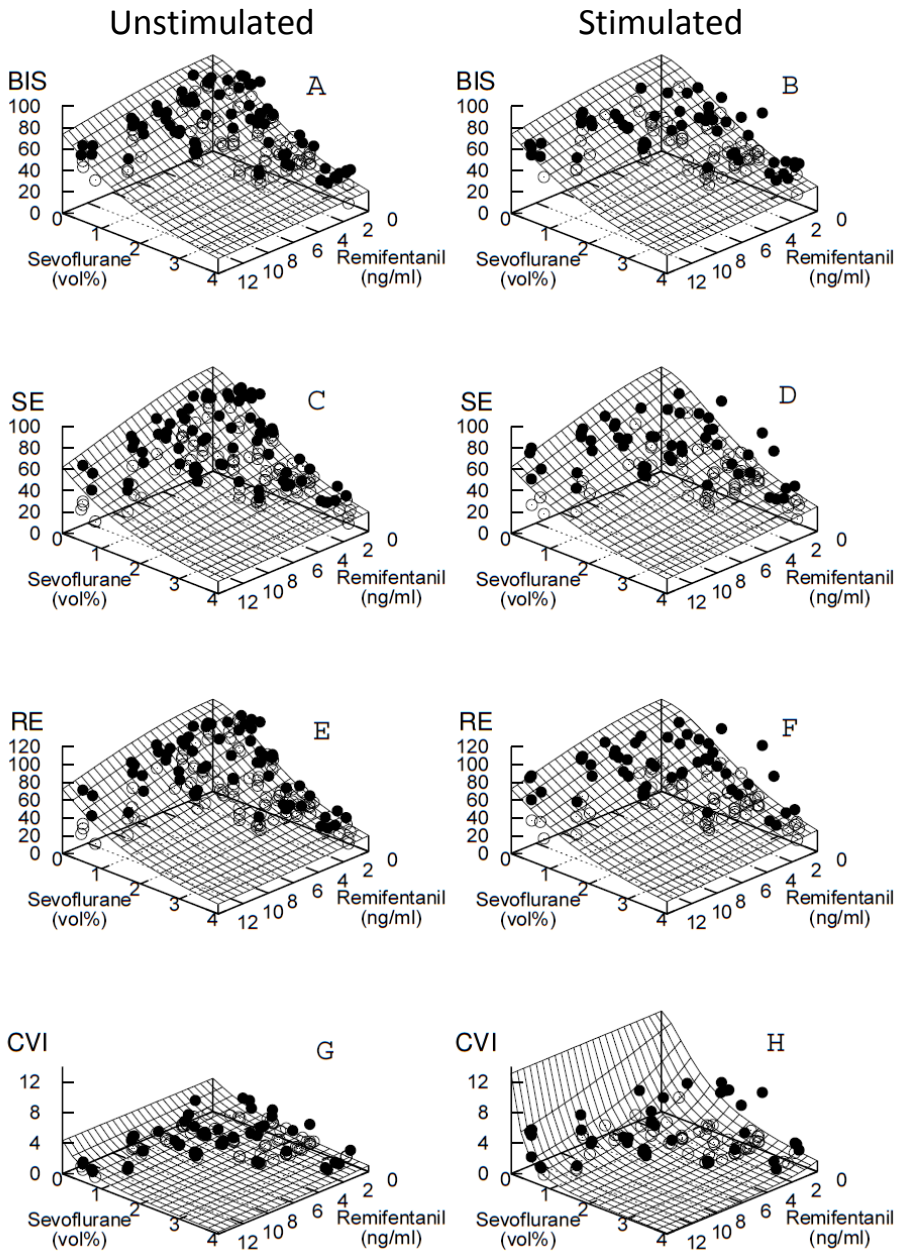 Unstimulated
Stimulated
BIS
A
100
80
60
40
20
0
0
1
2
3
4
Sevoflurane
(vol%)
12
10
8
6
4
2
0
Remifentanil
(ng/ml)
BIS
B
100
80
60
40
20
0
0
1
2
3
4
Sevoflurane
(vol%)
12
10
8
6
4
2
0
Remifentanil
(ng/ml)
SE
C
100
80
60
40
20
0
0
1
2
3
4
Sevoflurane
(vol%)
12
10
8
6
4
2
0
Remifentanil
(ng/ml)
SE
D
100
80
60
40
20
0
0
1
2
3
4
Sevoflurane
(vol%)
12
10
8
6
4
2
0
Remifentanil
(ng/ml)
RE
E
120
100
80
60
40
20
0
0
1
2
3
4
Sevoflurane
(vol%)
12
10
8
6
4
2
0
Remifentanil
(ng/ml)
RE
F
120
100
80
60
40
20
0
0
1
2
3
4
Sevoflurane
(vol%)
12
10
8
6
4
2
0
Remifentanil
(ng/ml)
CVI
G
12
8
4
0
0
1
2
3
4
Sevoflurane
(vol%)
12
10
8
6
4
2
0
Remifentanil
(ng/ml)
CVI
H
12
8
4
0
0
1
2
3
4
Sevoflurane
(vol%)
12
10
8
6
4
2
0
Remifentanil
(ng/ml)